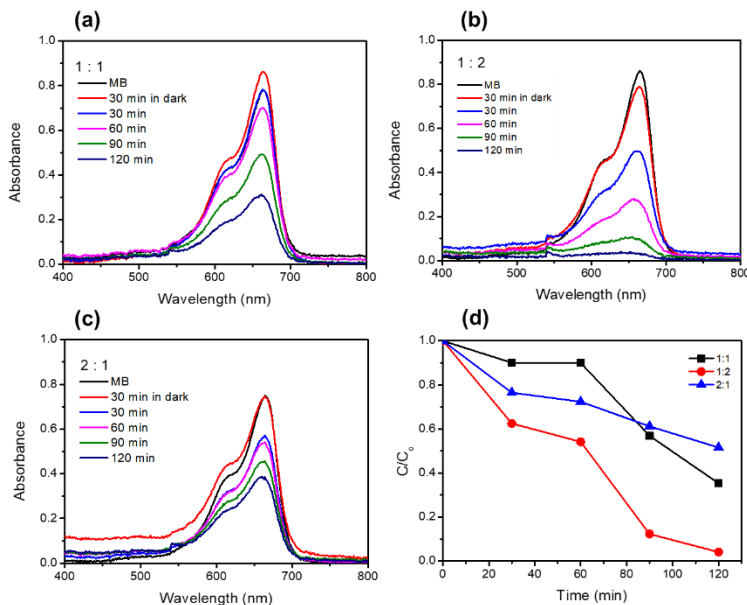 (a)
1 : 1
MB
30 min in dark
30 min
60 min
90 min
120 min
1.0
0.8
0.6
0.4
0.2
0.0
400 500 600 700 800
Absorbance
Wavelength (nm)
(b)
1 : 2
MB
30 min in dark
30 min
60 min
90 min
120 min
1.0
0.8
0.6
0.4
0.2
0.0
400 500 600 700 800
Absorbance
Wavelength (nm)
(c)
2 : 1
MB
30 min in dark
30 min
60 min
90 min
120 min
1.0
0.8
0.6
0.4
0.2
0.0
400 500 600 700 800
Absorbance
Wavelength (nm)
(d)
1:1
1:2
2:1
1.0
0.8
0.6
0.4
0.2
0.0
0 20 40 60 80 100 120
C/C₀
Time (min)